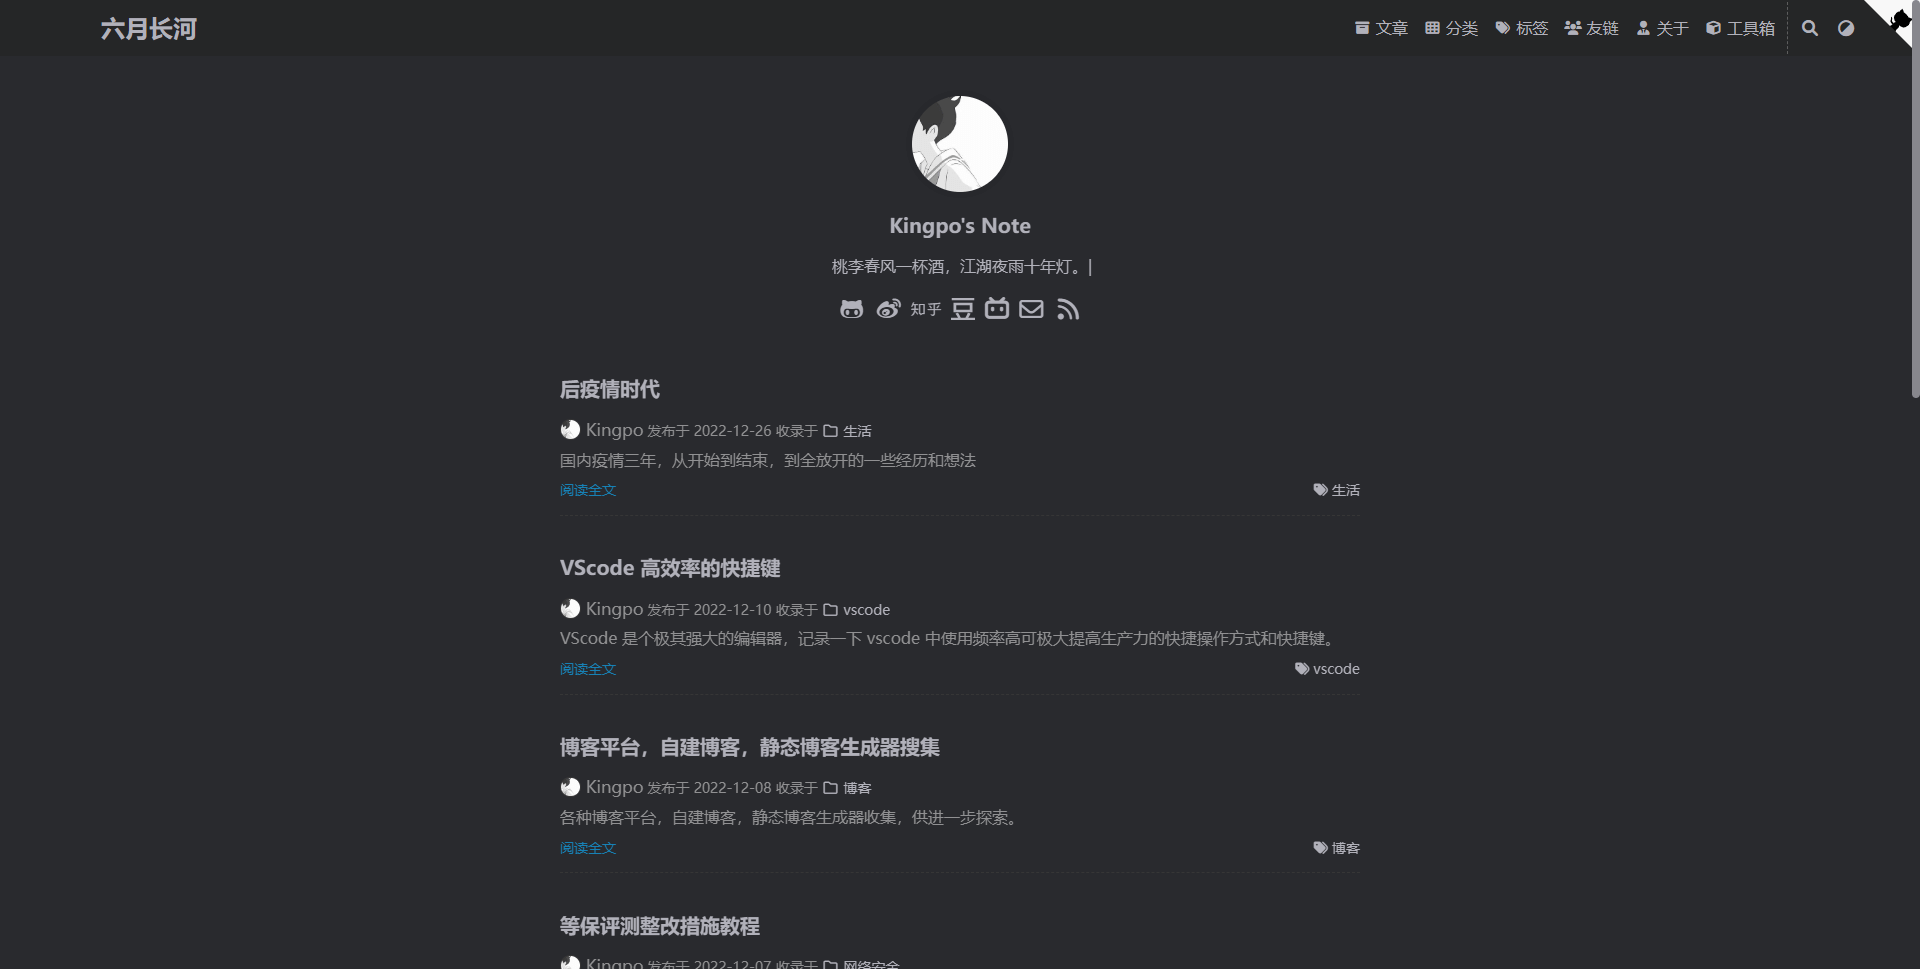 六月长河
文章 分类 标签 友链 关于 工具箱
Kingpo's Note
桃李春风一杯酒，江湖夜雨十年灯。|
知乎 豆
后疫情时代
Kingpo 发布于 2022-12-26 收录于 生活
国内疫情三年，从开始到结束，到全放开的一些经历和想法
阅读全文 生活
VScode 高效率的快捷键
Kingpo 发布于 2022-12-10 收录于 vscode
VScode 是个极其强大的编辑器，记录一下 vscode 中使用频率高可极大提高生产力的快捷操作方式和快捷键。
阅读全文 vscode
博客平台，自建博客，静态博客生成器搜集
Kingpo 发布于 2022-12-08 收录于 博客
各种博客平台，自建博客，静态博客生成器收集，供进一步探索。
阅读全文 博客
等保评测整改措施教程
Kingpo 发布于 2022-12-07 收录于 网络安全